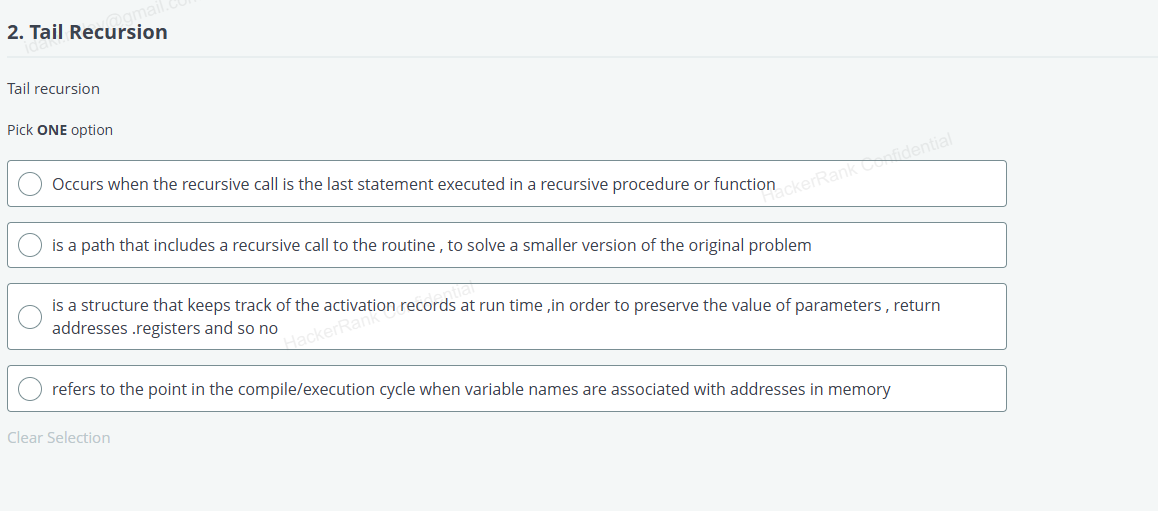 2. Tail Recursion
Tail recursion
Pick ONE option
HackerRank Confidential
Occurs when the recursive call is the last statement executed in a recursive procedure or function
is a path that includes a recursive call to the routine , to solve a smaller version of the original problem
is a structure that keeps track of the activation records at run time ,in order to preserve the value of parameters , return
addresses .registers and so no
HackerRank Confidential
refers to the point in the compile/execution cycle when variable names are associated with addresses in memory
Clear Selection